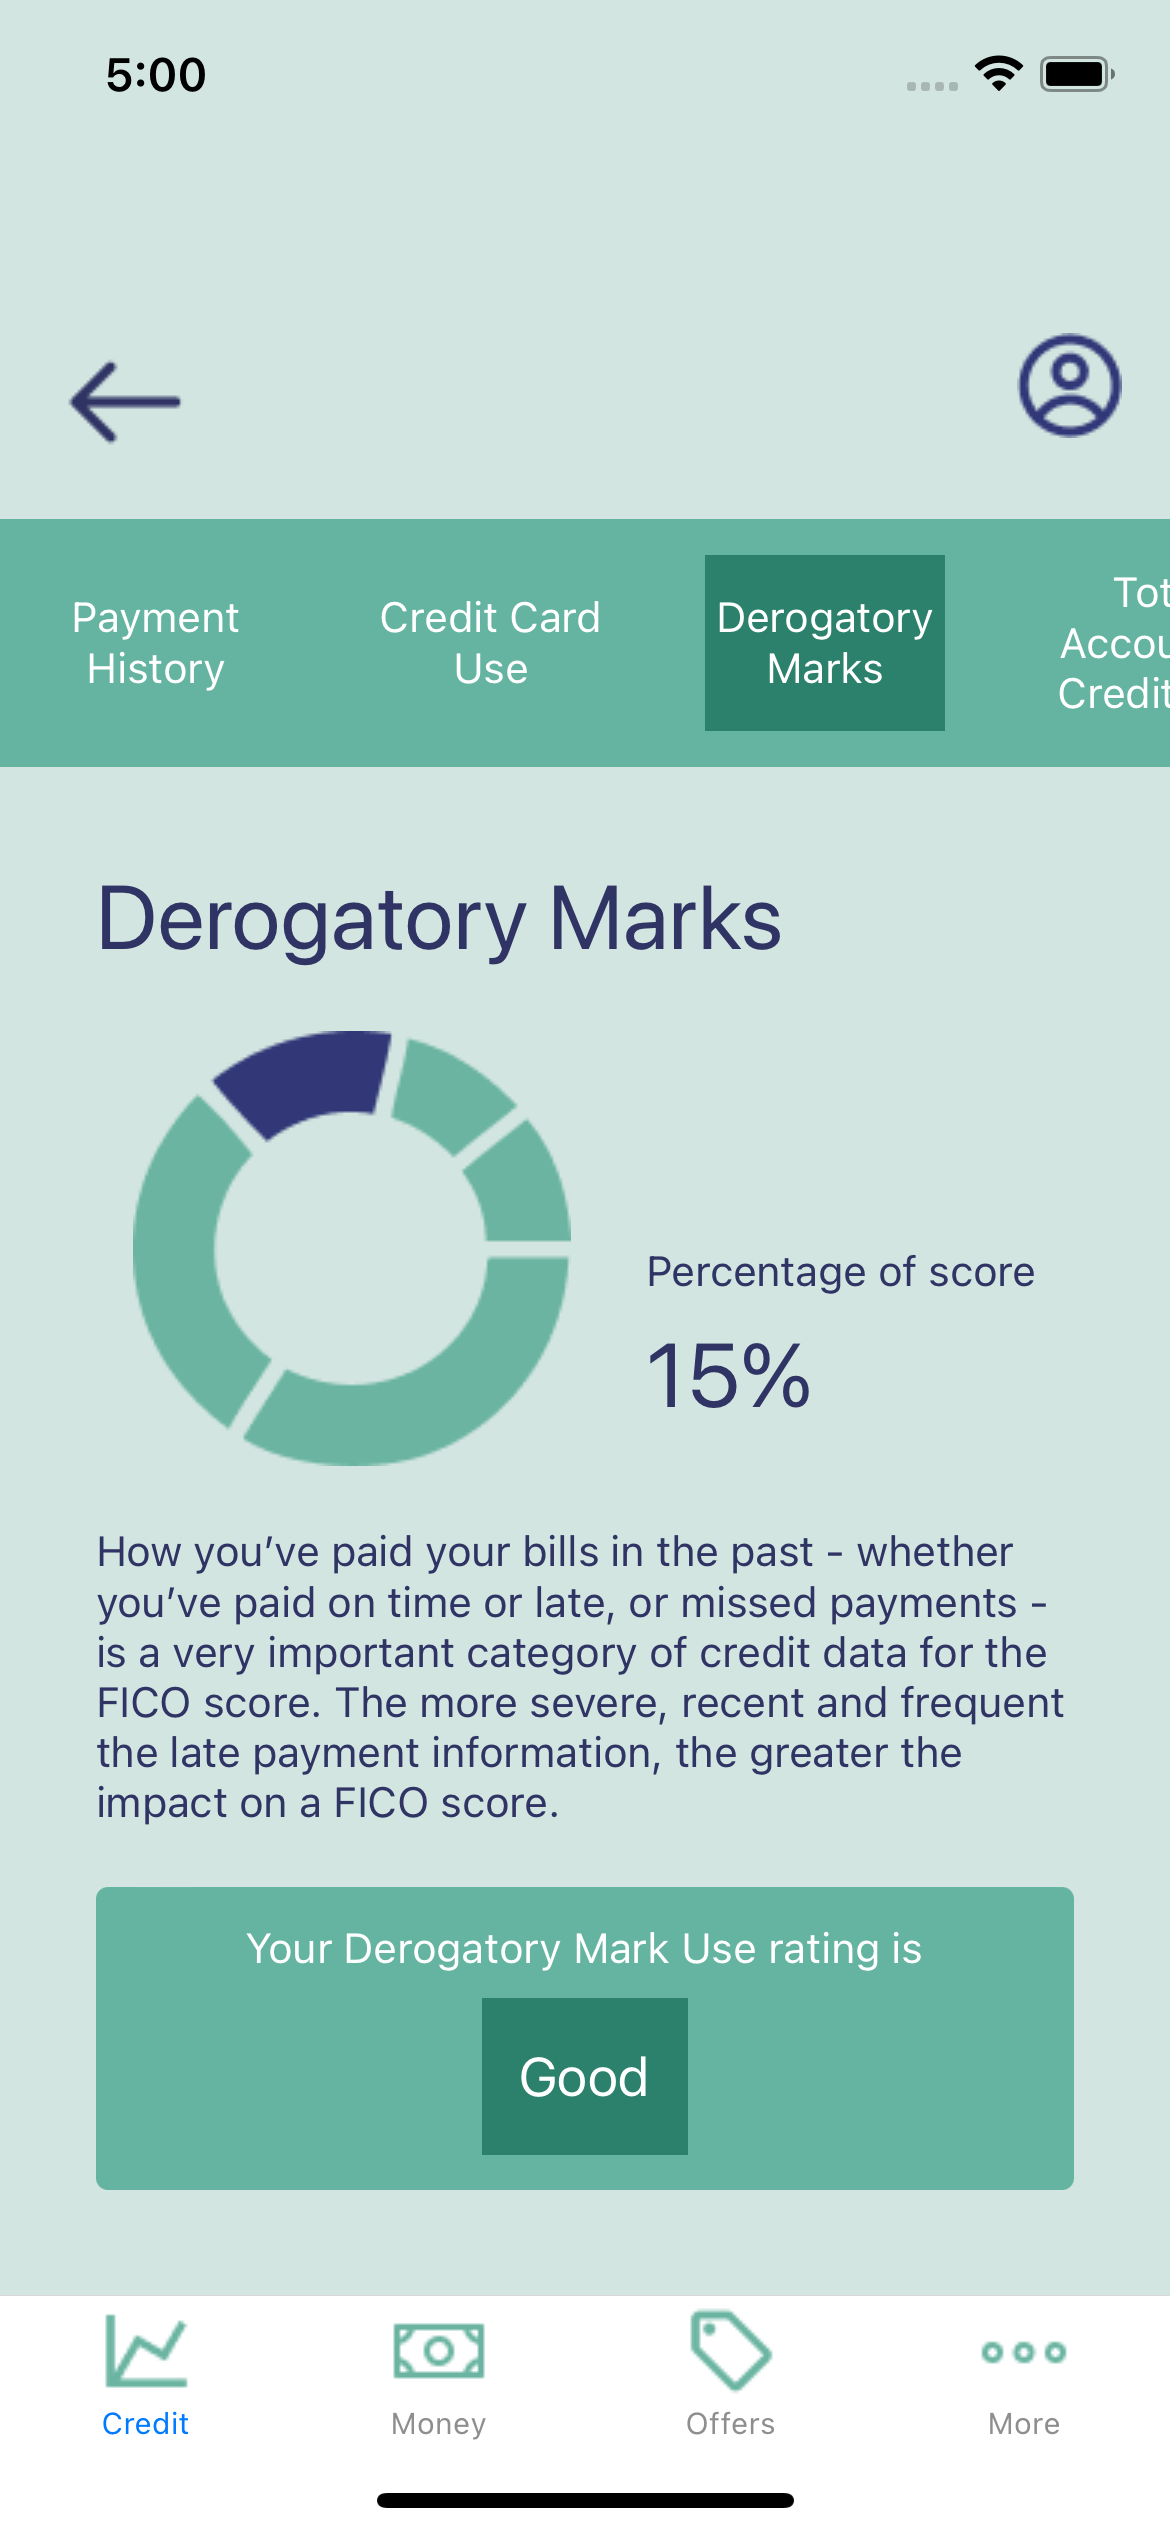 5:00
Payment
History
Credit Card
Use
Derogatory
Marks
Tot
Accou
Credit
Derogatory Marks
Percentage of score
15%
How you’ve paid your bills in the past - whether
you’ve paid on time or late, or missed payments -
is a very important category of credit data for the
FICO score. The more severe, recent and frequent
the late payment information, the greater the
impact on a FICO score.
Your Derogatory Mark Use rating is
Good
Credit
Money
Offers
More